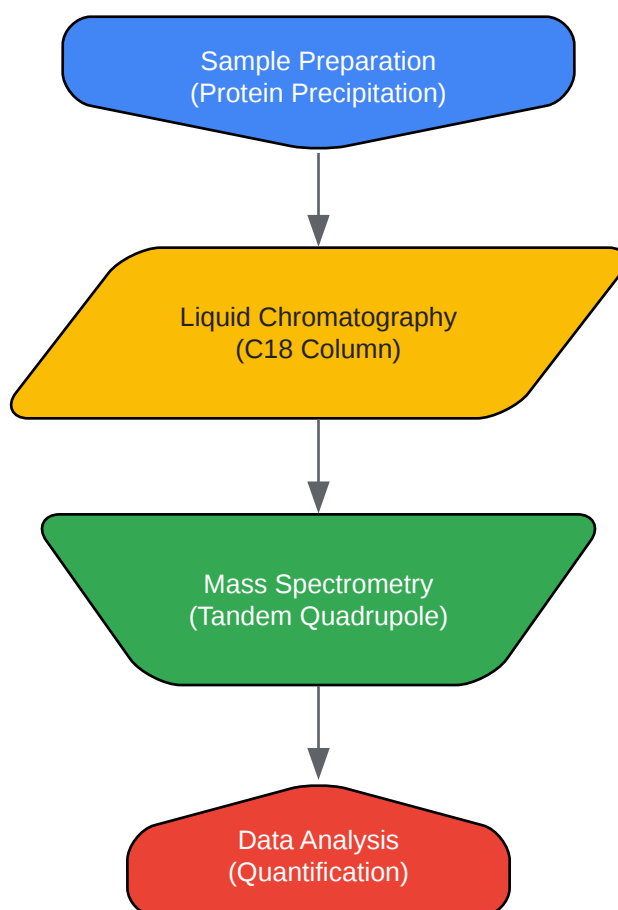 Sample Preparation
(Protein Precipitation)
Liquid Chromatography
(C18 Column)
Mass Spectrometry
(Tandem Quadrupole)
Data Analysis
(Quantification)